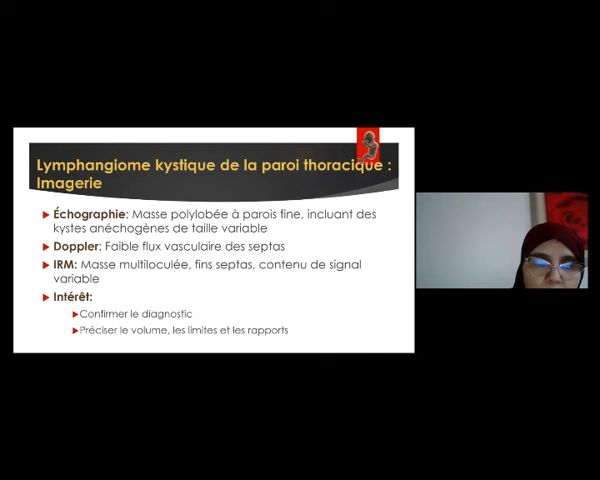 Lymphangiome kystique de la paroi thoracique :
Imagerie
Échographie: Masse polylobée à parois fine, incluant des
kystes anéchogènes de taille variable
Doppler: Faible flux vasculaire des septas
IRM: Masse multiloculée, fins septas, contenu de signal
variable
Intérêt:
Confirmer le diagnostic
Préciser le volume, les limites et les rapports